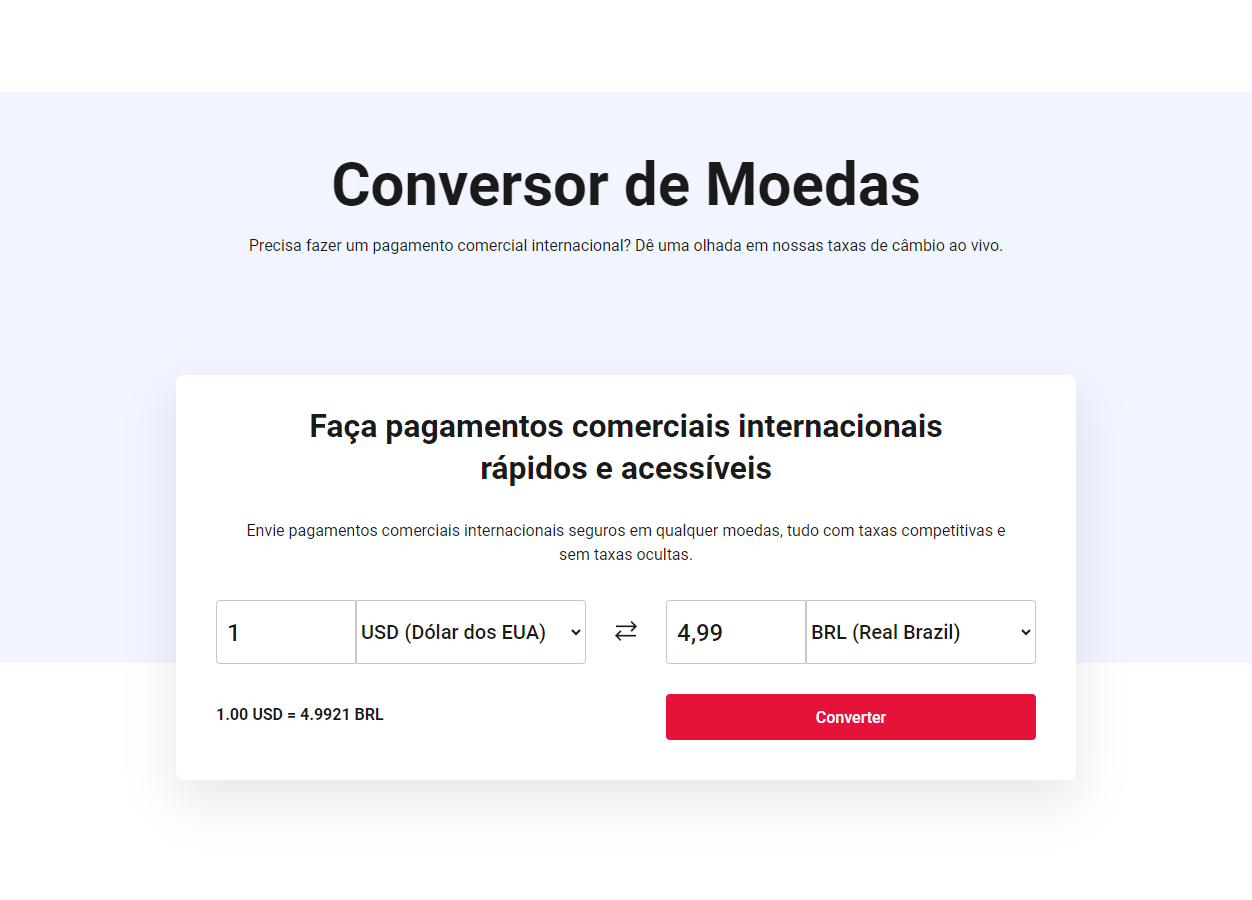 Conversor de Moedas
Precisa fazer um pagamento comercial internacional? Dê uma olhada em nossas taxas de câmbio ao vivo.
Faça pagamentos comerciais internacionais
rápidos e acessíveis
Envie pagamentos comerciais internacionais seguros em qualquer moedas, tudo com taxas competitivas e
sem taxas ocultas.
1 USD (Dólar dos EUA) 4,99 BRL (Real Brazil)
1.00 USD = 4.9921 BRL Converter